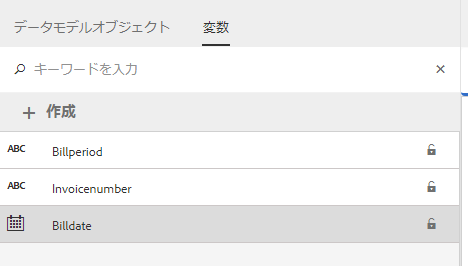 データモデルオブジェクト 変数
キーワードを入力
作成
ABC Billperiod
ABC Invoicenumber
Billdate